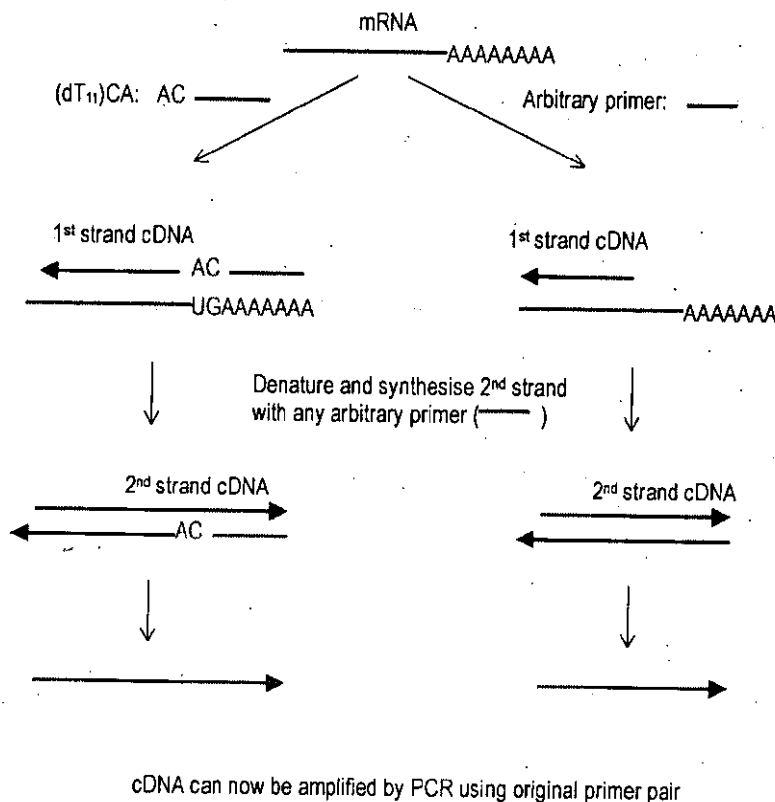 mRNA
AAAAAAAA
(dT₁₁)CA: AC
Arbitrary primer:
1st strand cDNA
1st strand cDNA
AC
UGAAAAAAA
AAAAAAA
Denature and synthesise 2nd strand
with any arbitrary primer ( )
2nd strand cDNA
2nd strand cDNA
AC
cDNA can now be amplified by PCR using original primer pair